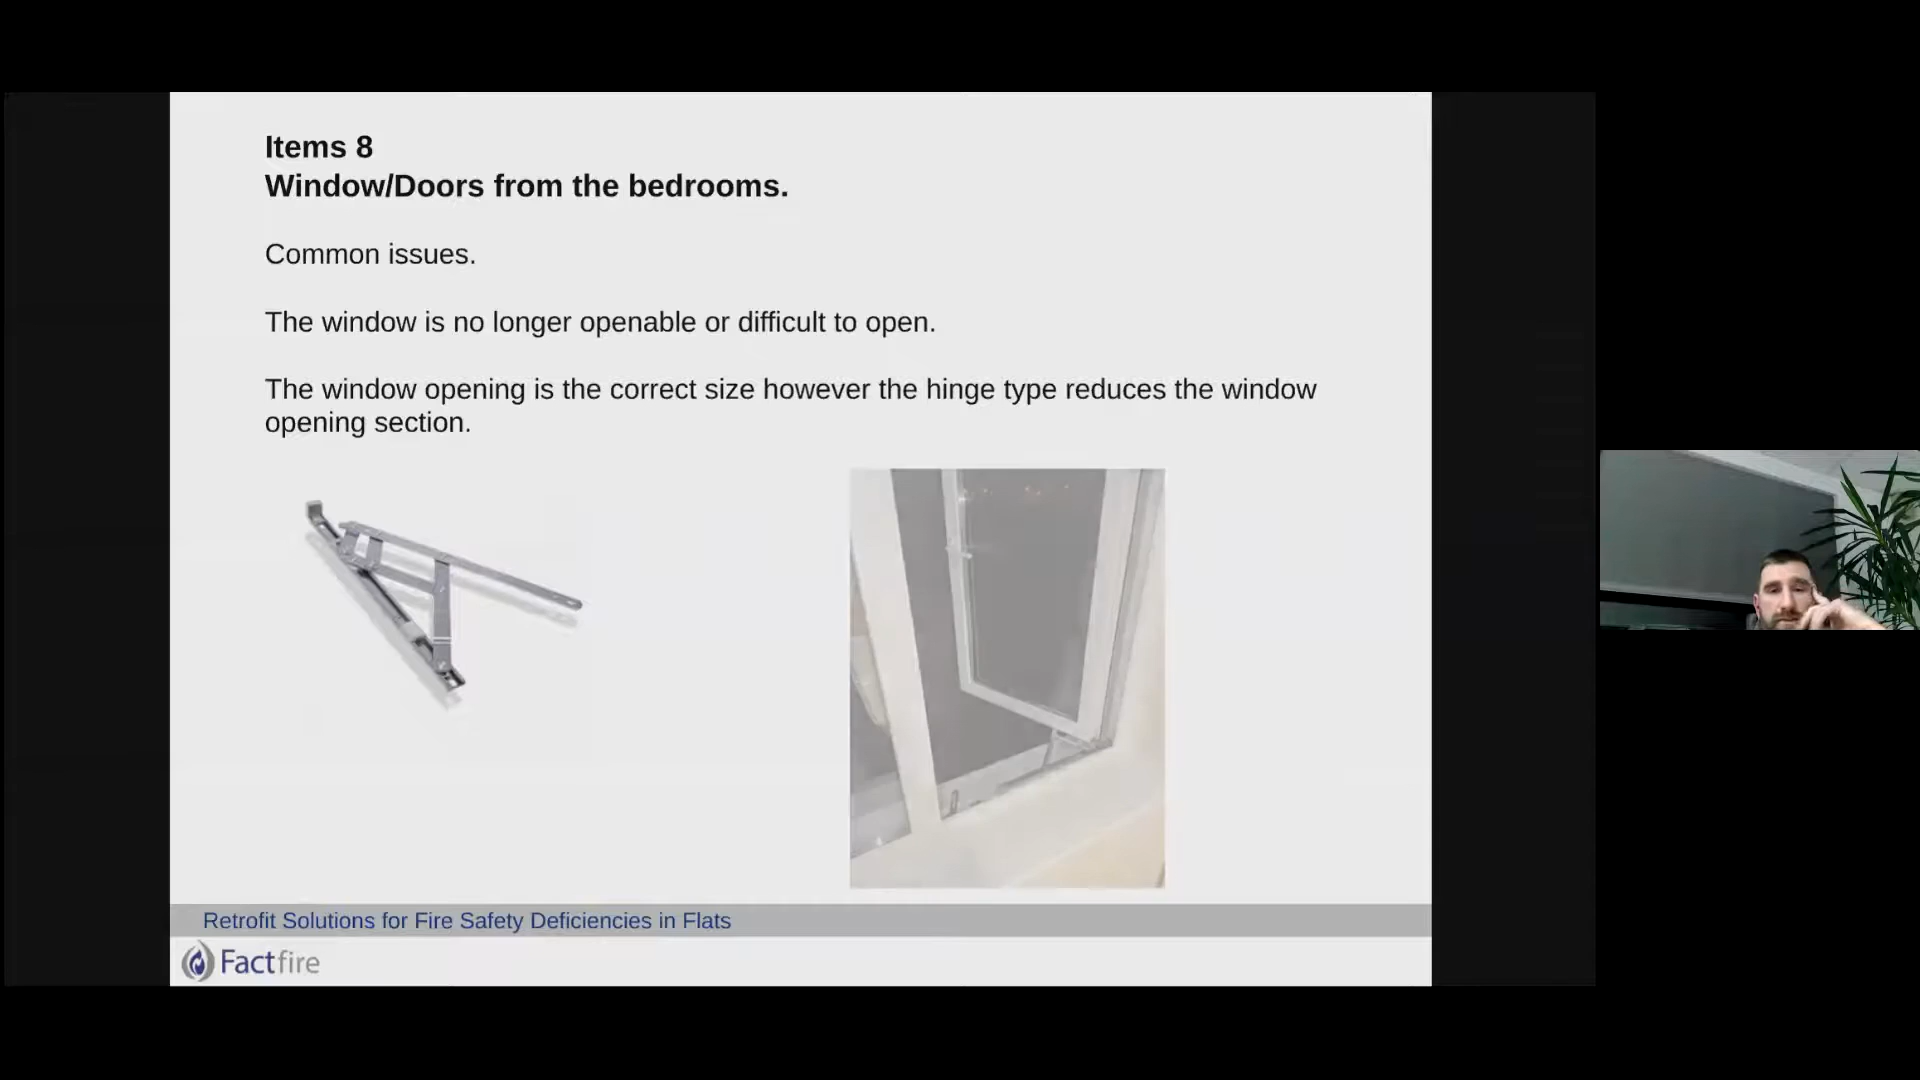 Items 8
Window/Doors from the bedrooms.
Common issues.
The window is no longer openable or difficult to open.
The window opening is the correct size however the hinge type reduces the window
opening section.
Retrofit Solutions for Fire Safety Deficiencies in Flats
Factfire